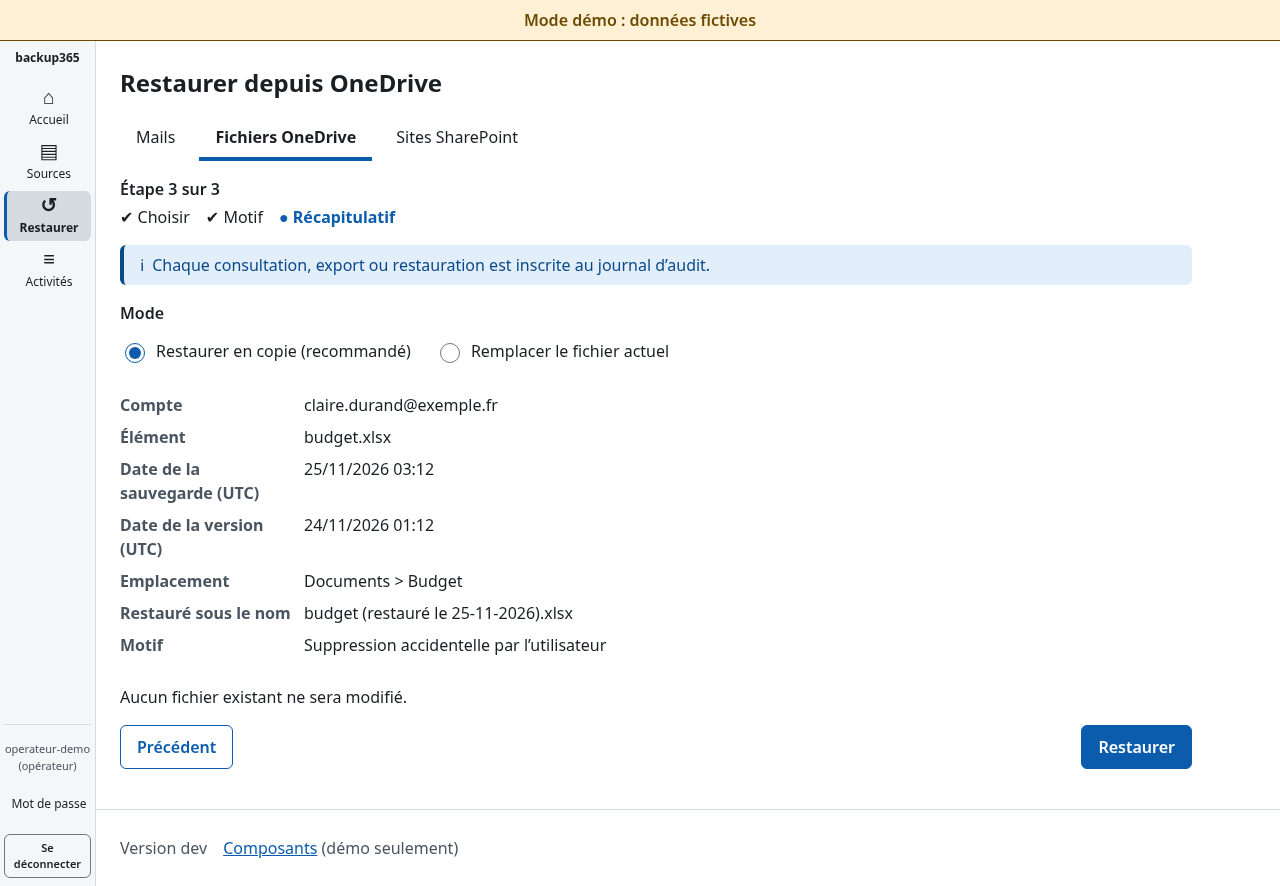 Mode démo : données fictives
backup365
Accueil
Sources
Restaurer
Activités
operateur-demo
(opérateur)
Mot de passe
Se
déconnecter
Restaurer depuis OneDrive
Mails Fichiers OneDrive Sites SharePoint
Étape 3 sur 3
✔ Choisir ✔ Motif ● Récapitulatif
i Chaque consultation, export ou restauration est inscrite au journal d’audit.
Mode
Restaurer en copie (recommandé) Remplacer le fichier actuel
Compte claire.durand@exemple.fr
Élément budget.xlsx
Date de la 25/11/2026 03:12
sauvegarde (UTC)
Date de la version 24/11/2026 01:12
(UTC)
Emplacement Documents > Budget
Restauré sous le nom budget (restauré le 25-11-2026).xlsx
Motif Suppression accidentelle par l’utilisateur
Aucun fichier existant ne sera modifié.
Précédent Restaurer
Version dev Composants (démo seulement)